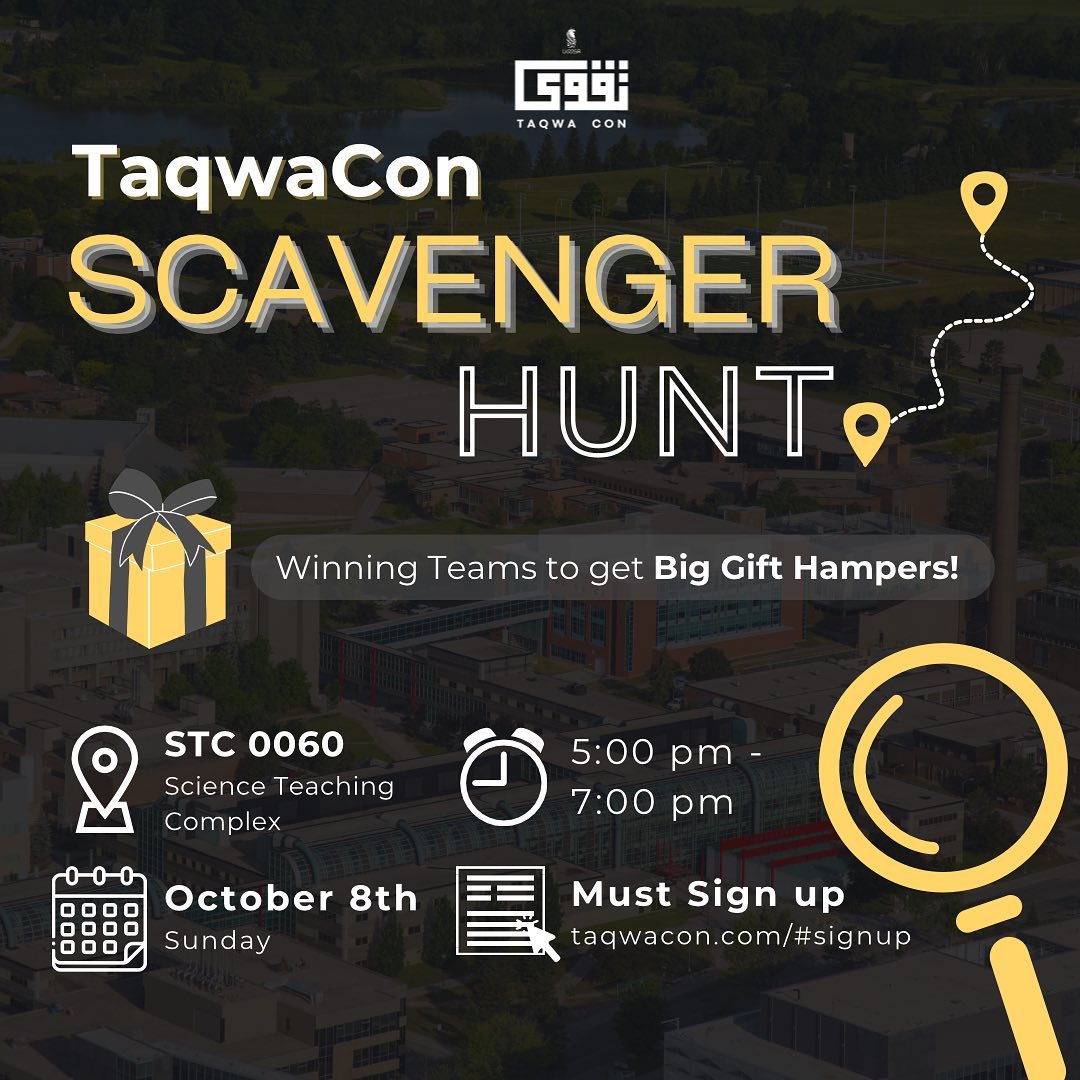 تقوى
TAQWA CON
TaqwaCon
SCAVENGER
HUNT
Winning Teams to get Big Gift Hampers!
STC 0060
Science Teaching
Complex
5:00 pm -
7:00 pm
October 8th
Sunday
Must Sign up
taqwacon.com/#signup